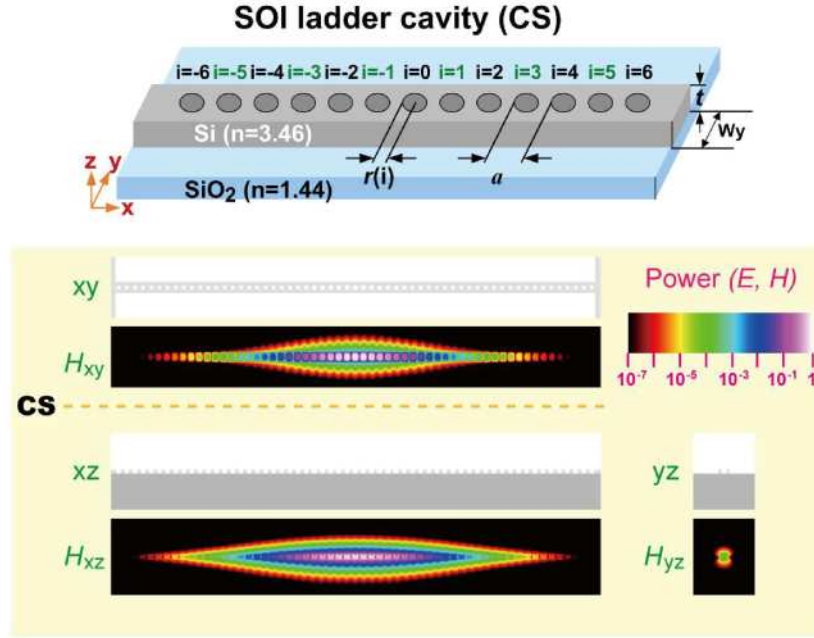 SOI ladder cavity (CS)
i=-6 i=-5 i=-4 i=-3 i=-2 i=-1 i=0 i=1 i=2 i=3 i=4 i=5 i=6
t
Wy
Si (n=3.46)
z y
x
SiO₂ (n=1.44)
r(i)
a
xy
Power (E, H)
Hxy
10⁻⁷ 10⁻⁵ 10⁻³ 10⁻¹ 1
CS
xz
yz
Hxz
Hyz